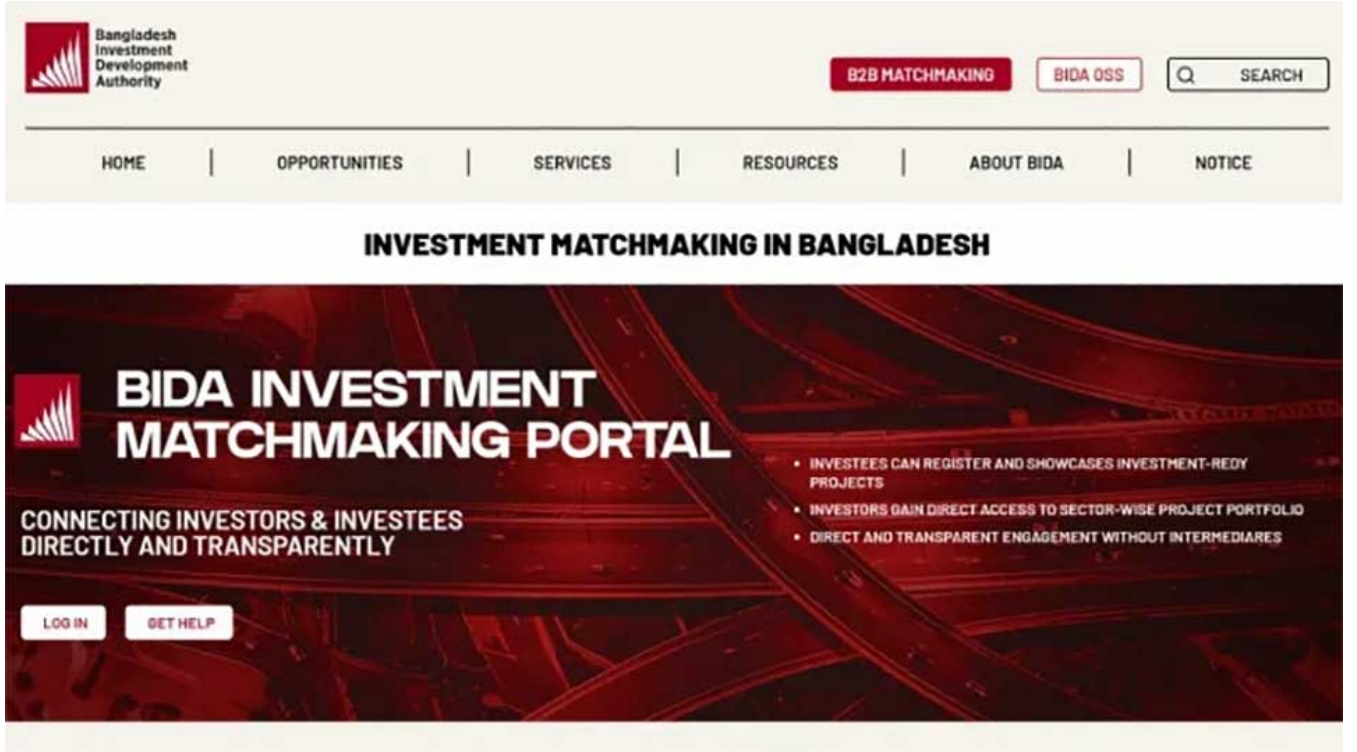 Bangladesh
Investment
Development
Authority
B2B MATCHMAKING
BIDA OSS
SEARCH
HOME
OPPORTUNITIES
SERVICES
RESOURCES
ABOUT BIDA
NOTICE
INVESTMENT MATCHMAKING IN BANGLADESH
BIDA INVESTMENT
MATCHMAKING PORTAL
CONNECTING INVESTORS & INVESTEES
DIRECTLY AND TRANSPARENTLY
LOG IN
GET HELP
• INVESTEES CAN REGISTER AND SHOWCASES INVESTMENT-REDY
PROJECTS
• INVESTORS GAIN DIRECT ACCESS TO SECTOR-WISE PROJECT PORTFOLIO
• DIRECT AND TRANSPARENT ENGAGEMENT WITHOUT INTERMEDIARES